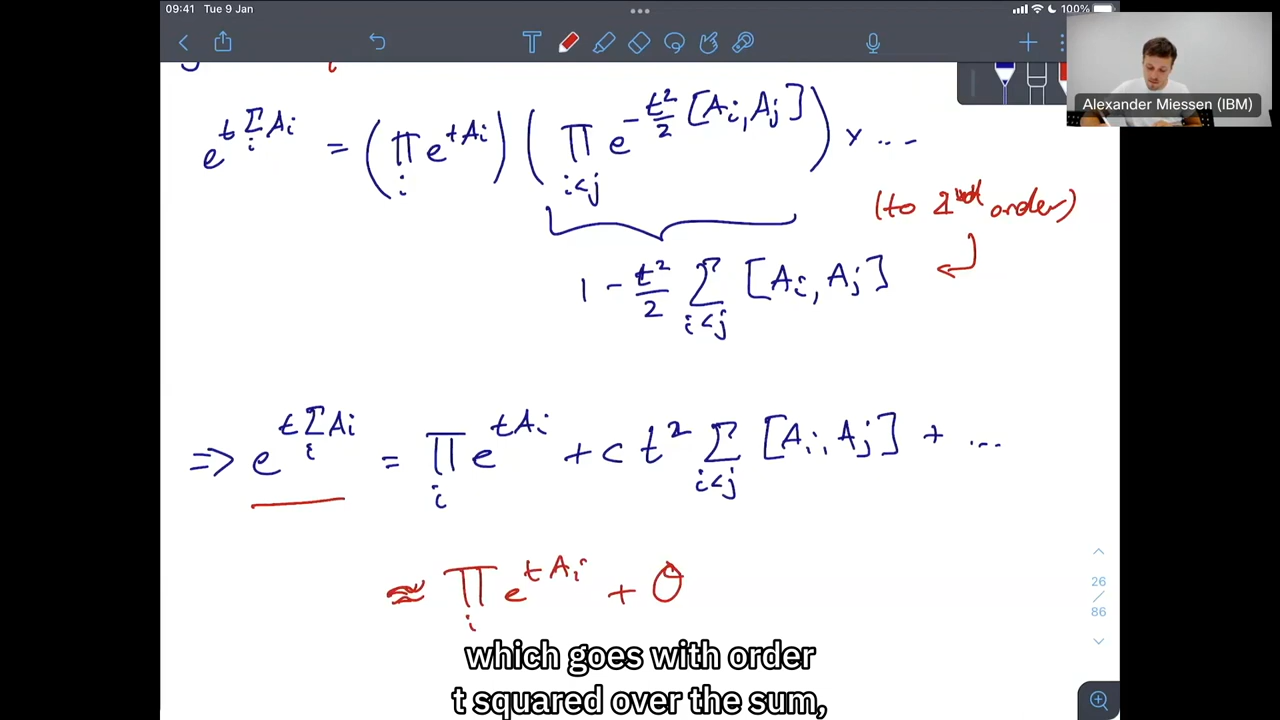 09:41 Tue 9 Jan
100%
Alexander Miessen (IBM)
e^{t Σ_i A_i} = (∏_i e^{tA_i}) (∏_{i<j} e^{-t²/2 [A_i, A_j]}) × ...
(to 2nd order)
1 - t²/2 Σ_{i<j} [A_i, A_j]
=> e^{t Σ_i A_i} = ∏_i e^{tA_i} + c t² Σ_{i<j} [A_i, A_j] + ...
≈ ∏_i e^{tA_i} + O
26
/
86
which goes with order
t squared over the sum,